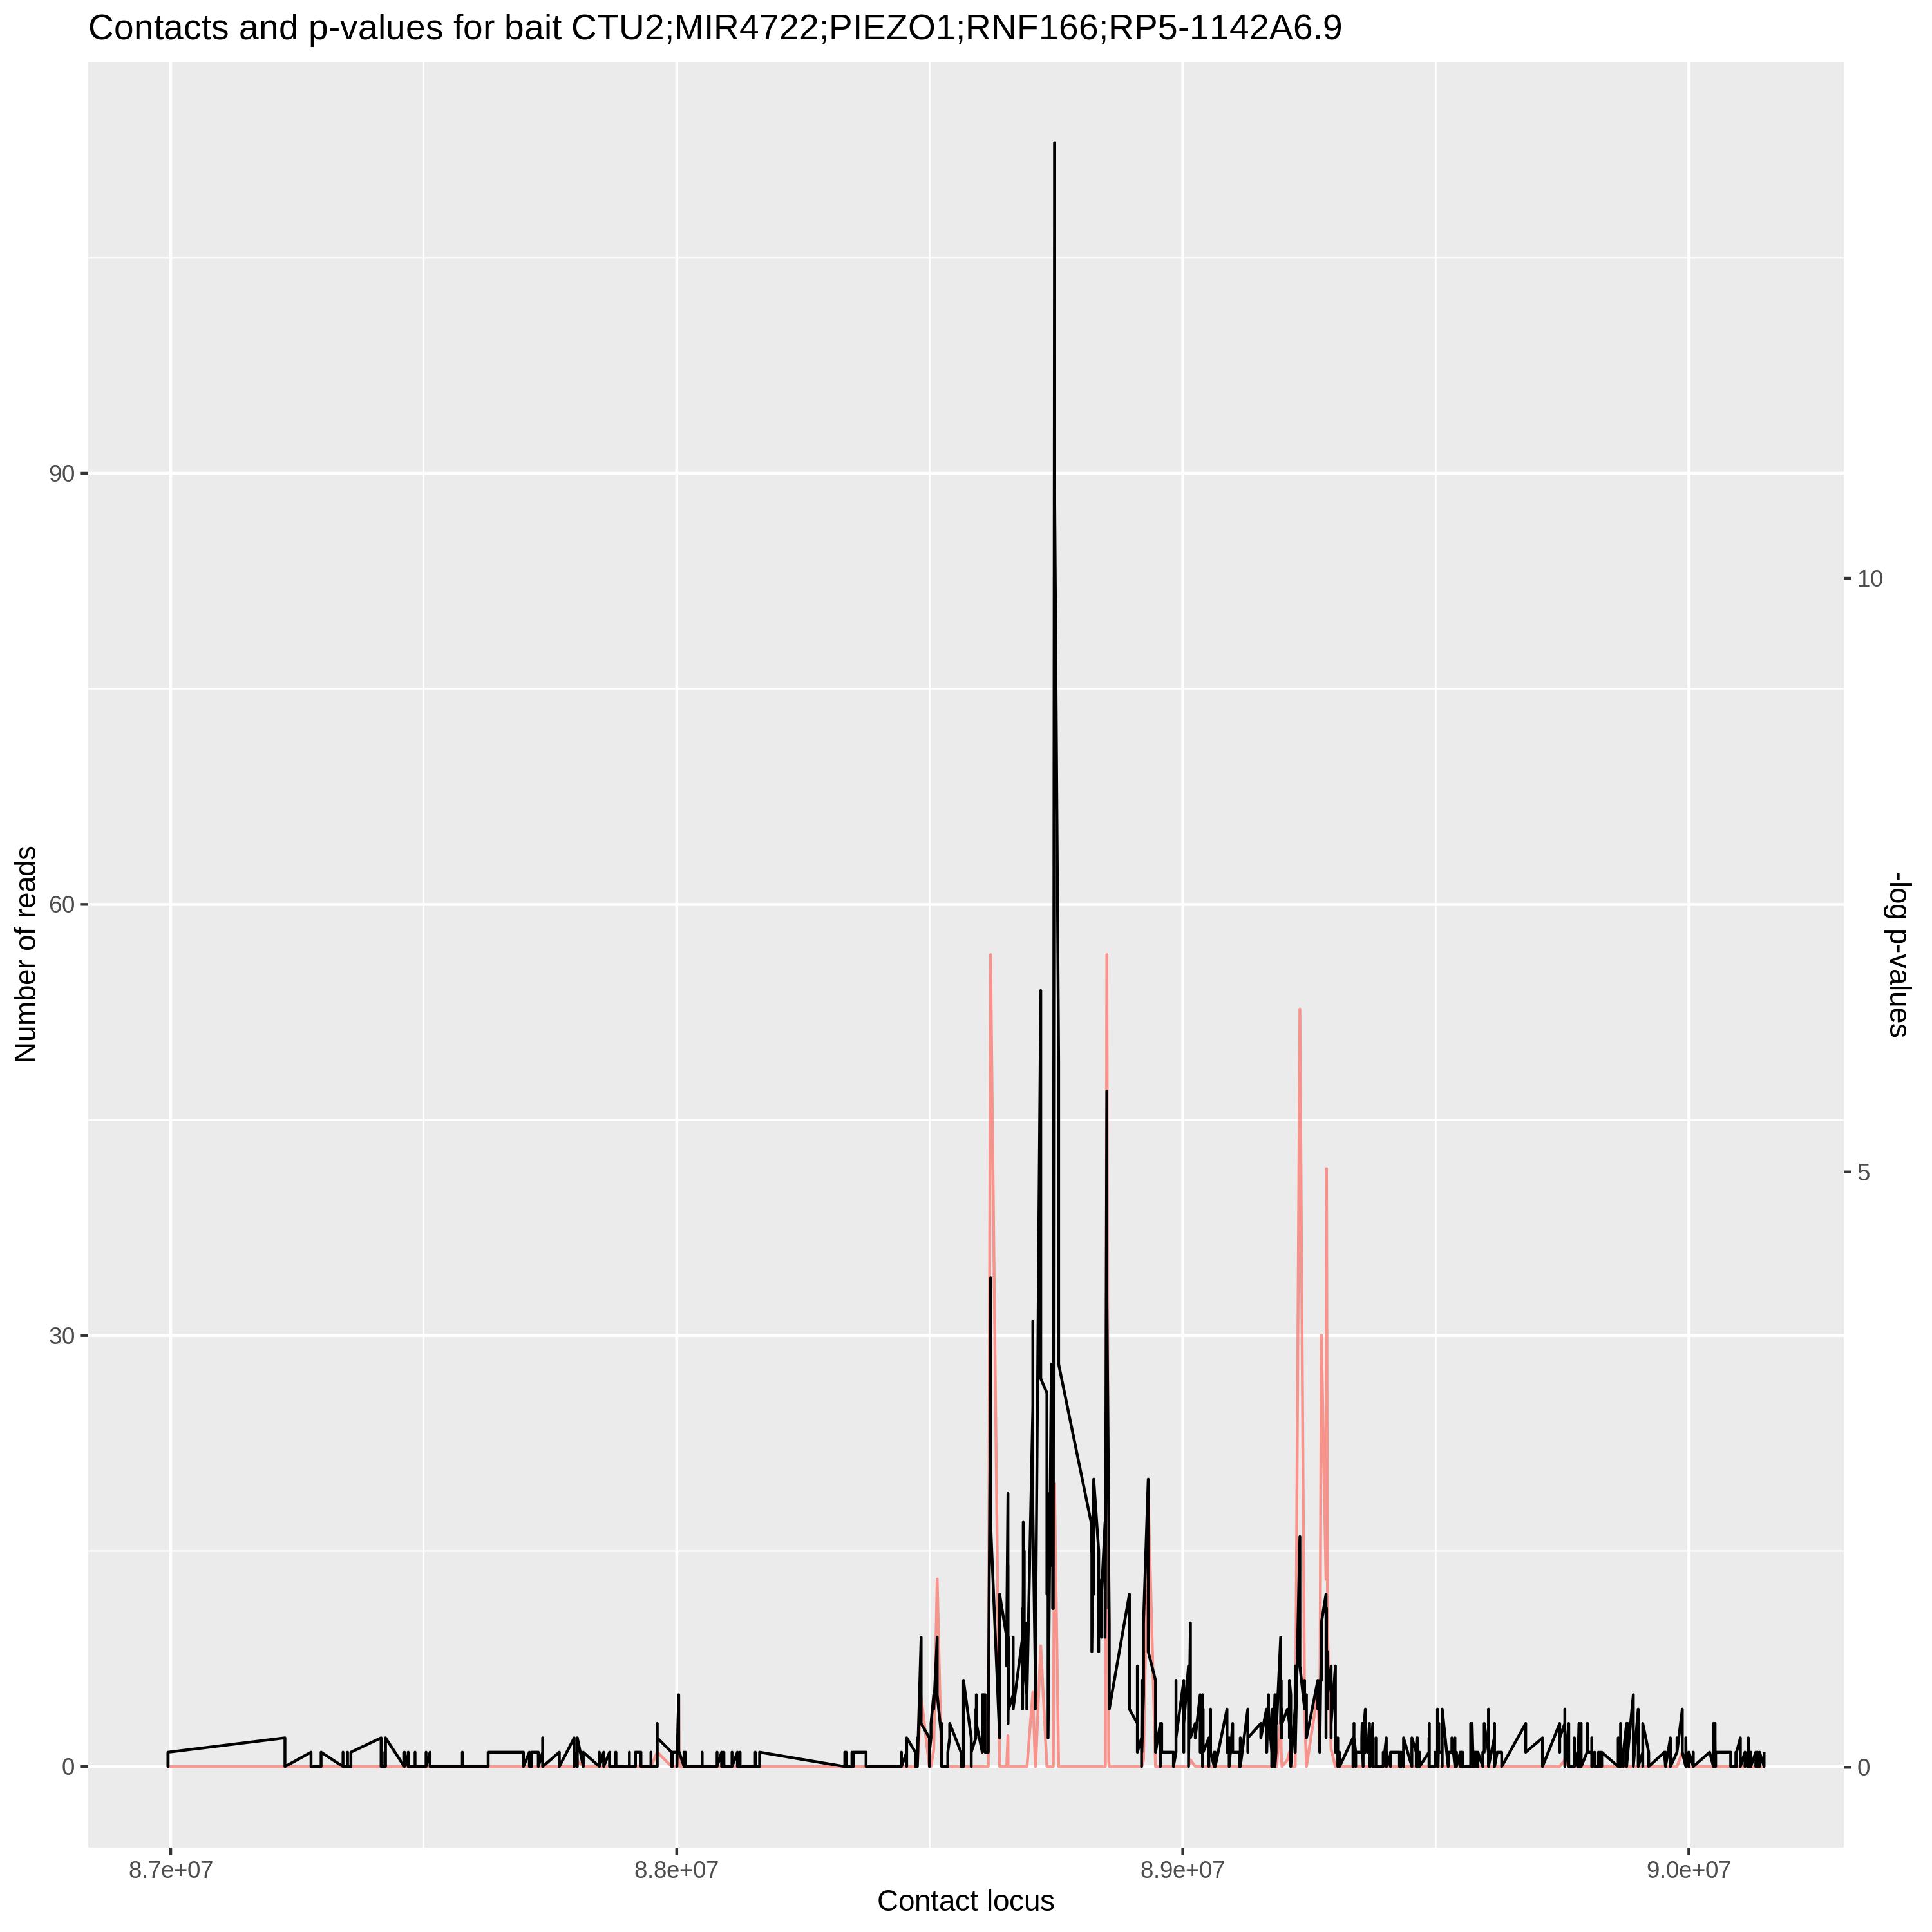 Contacts and p-values for bait CTU2;MIR4722;PIEZO1;RNF166;RP5-1142A6.9
90
60
30
0
Number of reads
10
5
0
-log p-values
8.7e+07
8.8e+07
8.9e+07
9.0e+07
Contact locus